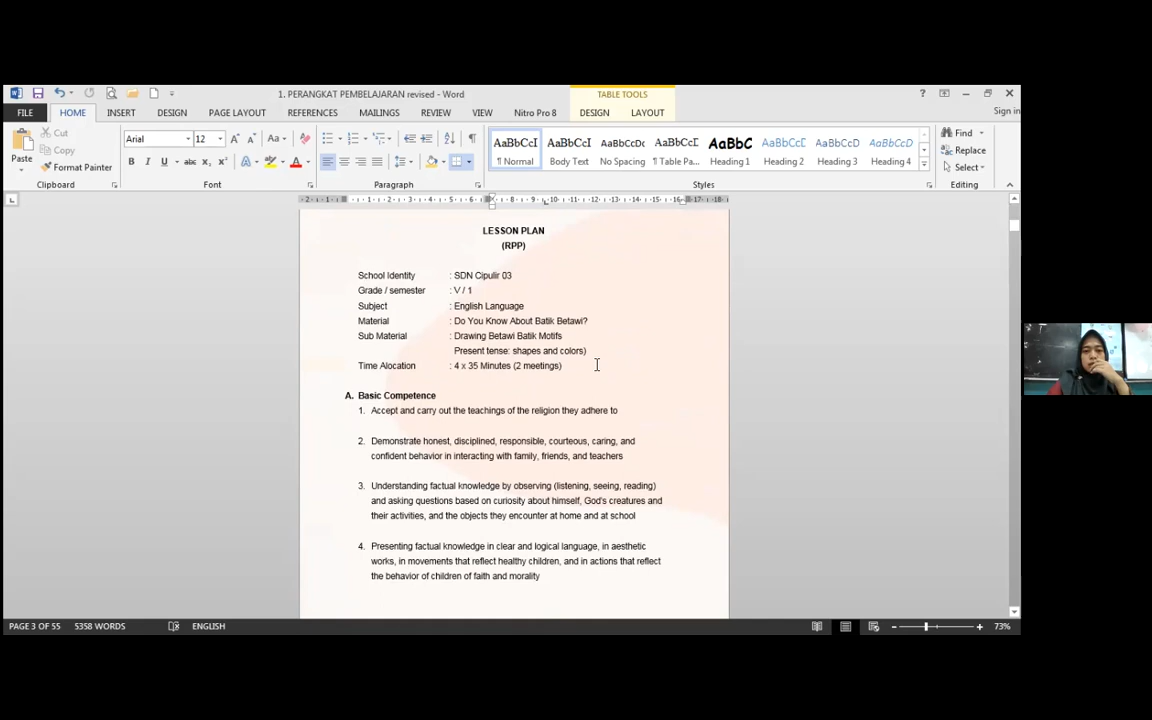 1. PERANGKAT PEMBELAJARAN revised - Word
TABLE TOOLS
Sign in
FILE HOME INSERT DESIGN PAGE LAYOUT REFERENCES MAILINGS REVIEW VIEW Nitro Pro 8 DESIGN LAYOUT
Paste
Cut
Copy
Format Painter
Clipboard
Arial 12
Font
Paragraph
AaBbCcI AaBbCcI AaBbCcDc AaBbCcI AaBbCc AaBbCcI AaBbCcD AaBbCcD
¶ Normal Body Text No Spacing ¶ Table Pa... Heading 1 Heading 2 Heading 3 Heading 4
Styles
Find
Replace
Select
Editing
LESSON PLAN
(RPP)
School Identity : SDN Cipulir 03
Grade / semester : V / 1
Subject : English Language
Material : Do You Know About Batik Betawi?
Sub Material : Drawing Betawi Batik Motifs
Present tense: shapes and colors)
Time Alocation : 4 x 35 Minutes (2 meetings)
A. Basic Competence
1. Accept and carry out the teachings of the religion they adhere to
2. Demonstrate honest, disciplined, responsible, courteous, caring, and
confident behavior in interacting with family, friends, and teachers
3. Understanding factual knowledge by observing (listening, seeing, reading)
and asking questions based on curiosity about himself, God's creatures and
their activities, and the objects they encounter at home and at school
4. Presenting factual knowledge in clear and logical language, in aesthetic
works, in movements that reflect healthy children, and in actions that reflect
the behavior of children of faith and morality
PAGE 3 OF 55 5358 WORDS ENGLISH 73%